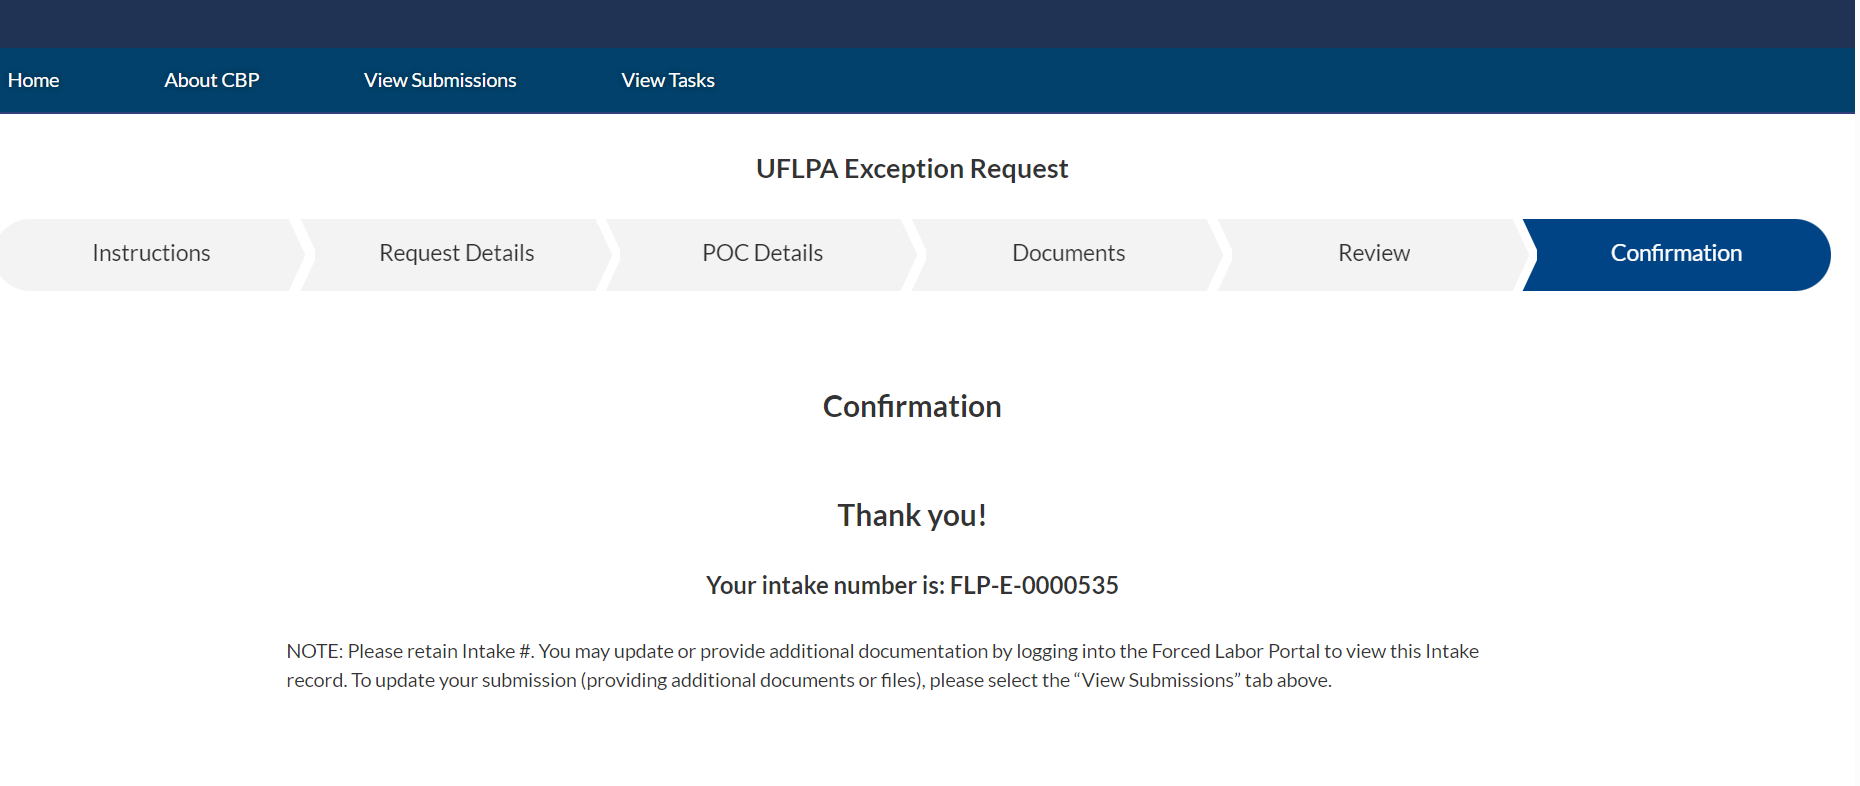 Home About CBP View Submissions View Tasks
UFLPA Exception Request
Instructions Request Details POC Details Documents Review Confirmation
Confirmation
Thank you!
Your intake number is: FLP-E-0000535
NOTE: Please retain Intake #. You may update or provide additional documentation by logging into the Forced Labor Portal to view this Intake
record. To update your submission (providing additional documents or files), please select the “View Submissions” tab above.